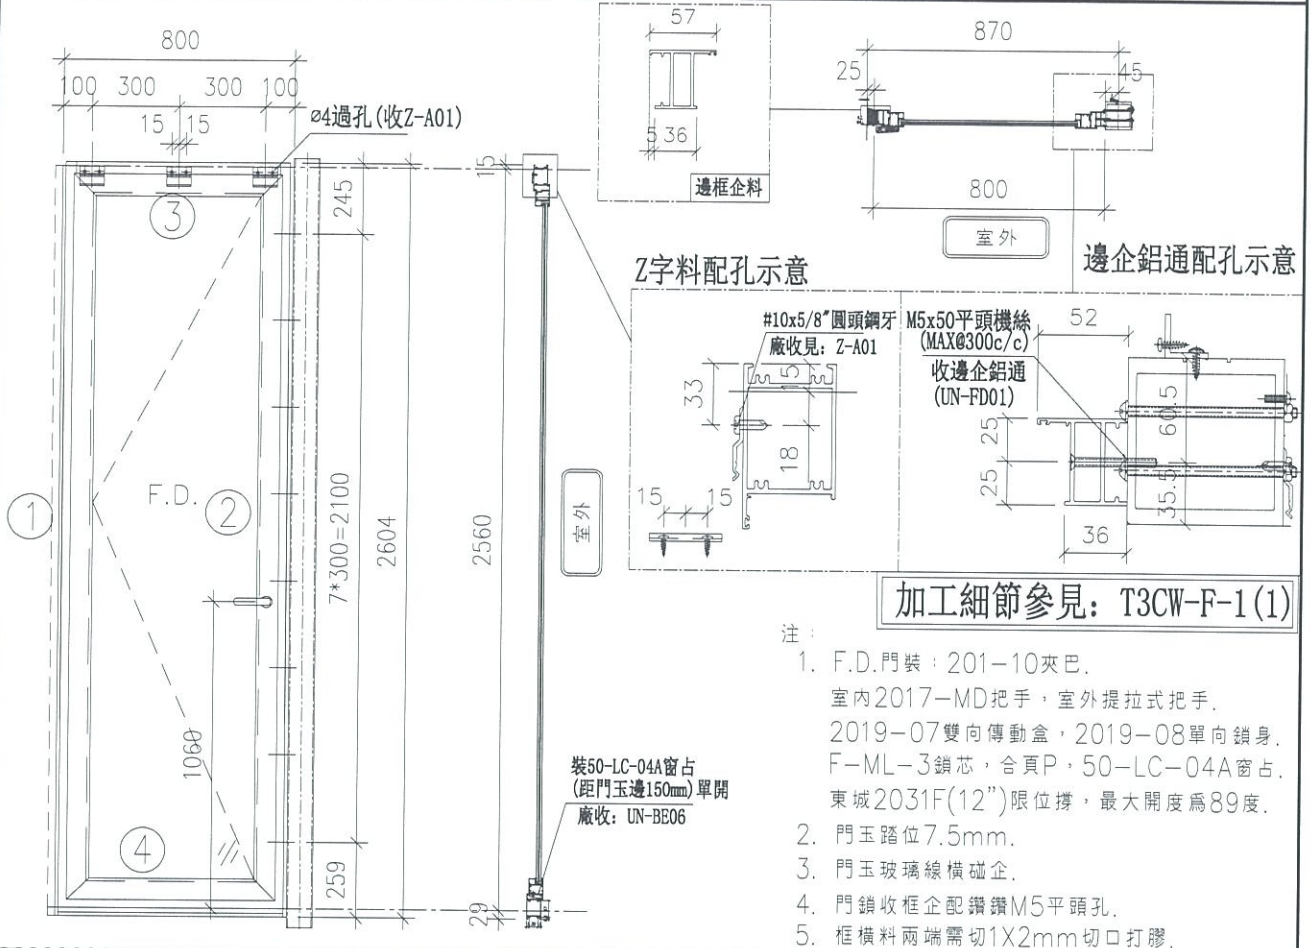 800
100 300 300 100
15 15
ø4過孔(收Z-A01)
3
245
15
1
F.D.
2
7*300=2100
2604
2560
1060
4
259
29
室外
裝50-LC-04A窗占
(距門玉邊150mm)單開
廠收: UN-BE06
57
5 36
邊框企料
870
25
45
800
室外
Z字料配孔示意
邊企鋁通配孔示意
#10x5/8"圓頭鋼牙
廠收見: Z-A01
33
15
18
15 15
M5x50平頭機絲
(MAX@300c/c)
收邊企鋁通
(UN-FD01)
52
25
25
60.5
35.5
36
加工細節參見: T3CW-F-1(1)
注:
1. F.D.門裝:201-10夾巴.
室内2017-MD把手,室外提拉式把手.
2019-07雙向傳動盒,2019-08單向鎖身.
F-ML-3鎖芯,合頁P,50-LC-04A窗占.
東城2031F(12")限位撐,最大開度爲89度.
2. 門玉踏位7.5mm.
3. 門玉玻璃線橫碰企.
4. 門鎖收框企配鑽鑽M5平頭孔.
5. 框橫料兩端需切1X2mm切口打膠.